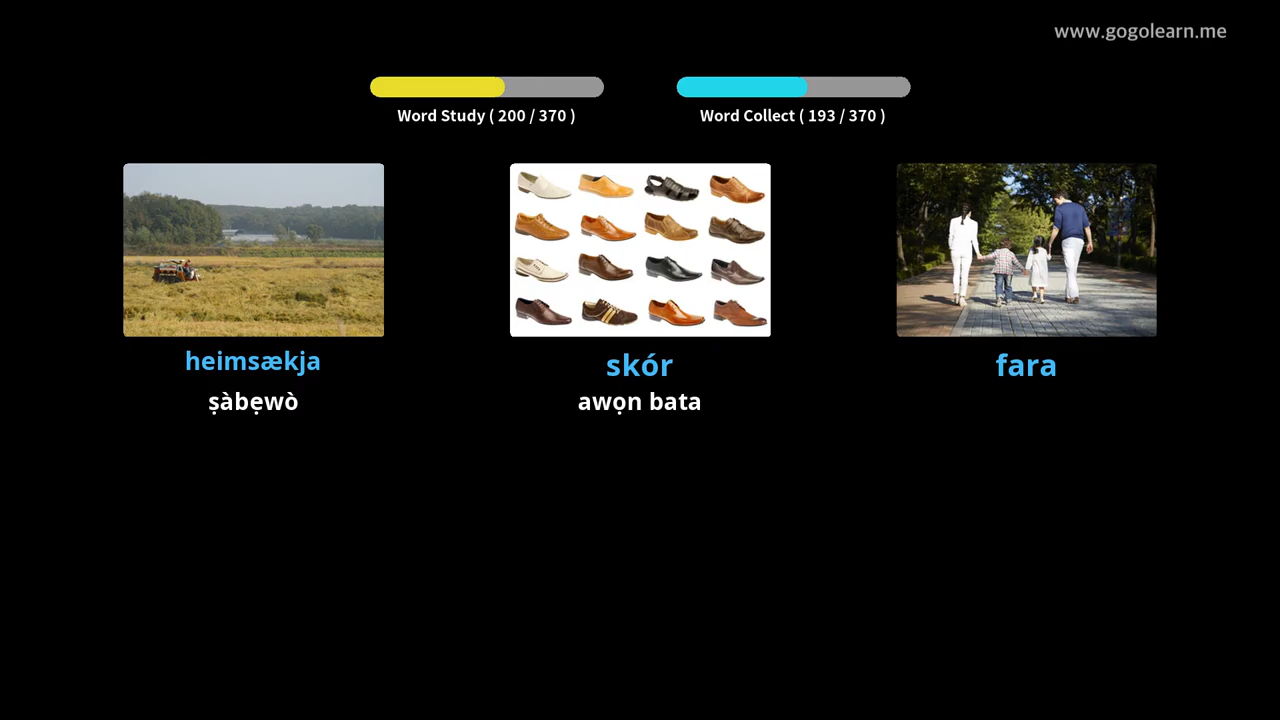 www.gogolearn.me
Word Study ( 200 / 370 )
Word Collect ( 193 / 370 )
heimsækja
skór
fara
ṣàbẹwò
awọn bata